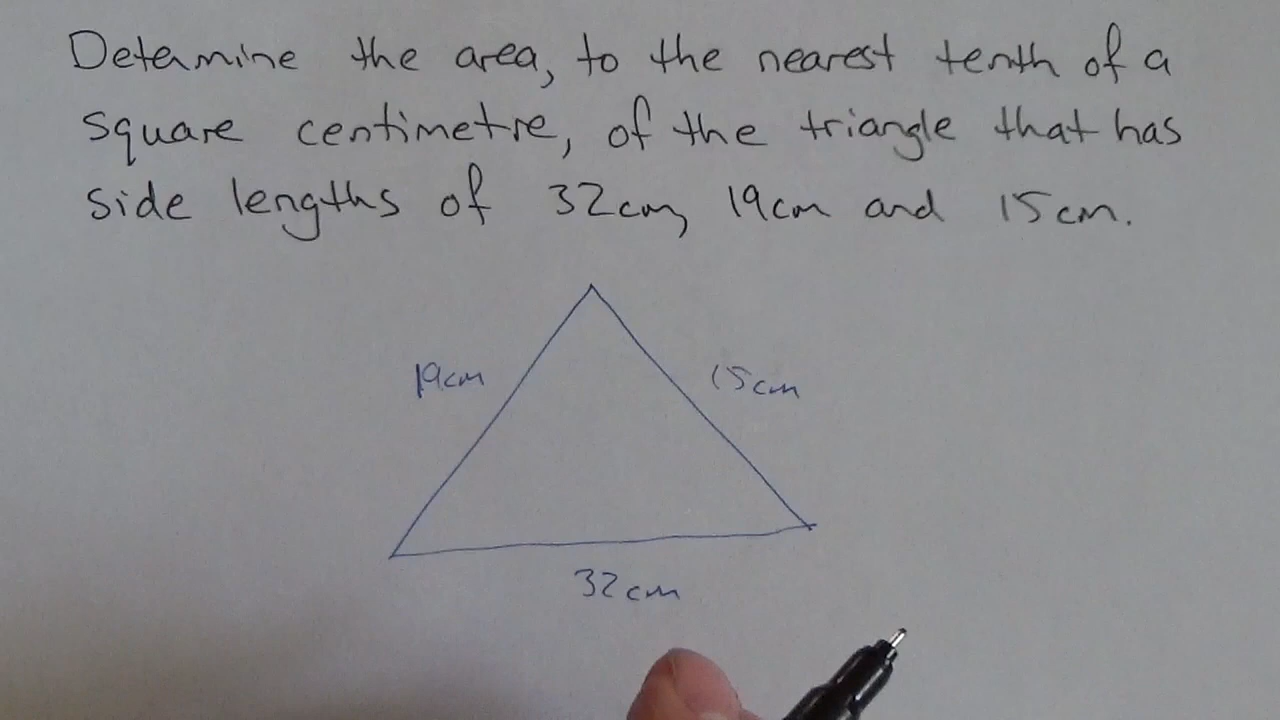 Determine the area, to the nearest tenth of a
square centimetre, of the triangle that has
side lengths of 32cm, 19cm and 15cm.
19cm
15cm
32cm